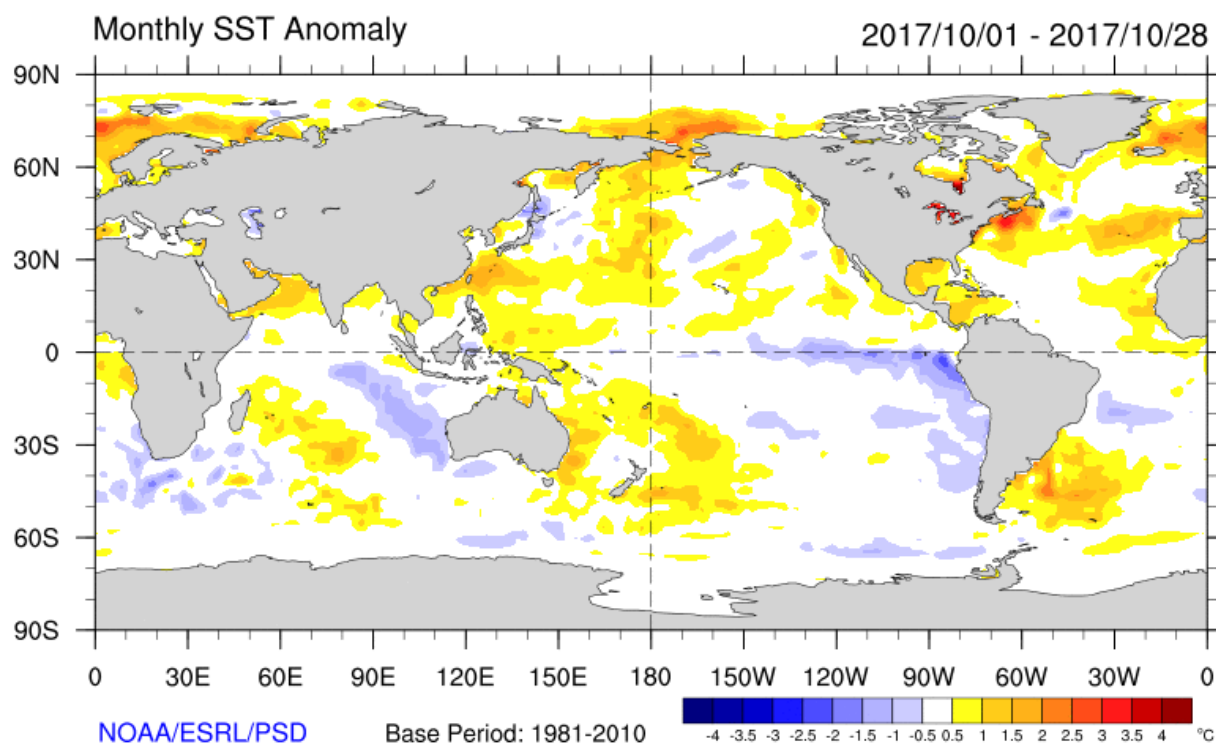 Monthly SST Anomaly 2017/10/01 - 2017/10/28
90N
60N
30N
0
30S
60S
90S
0 30E 60E 90E 120E 150E 180 150W 120W 90W 60W 30W 0
NOAA/ESRL/PSD Base Period: 1981-2010
-4 -3.5 -3 -2.5 -2 -1.5 -1 -0.5 0.5 1 1.5 2 2.5 3 3.5 4 °C